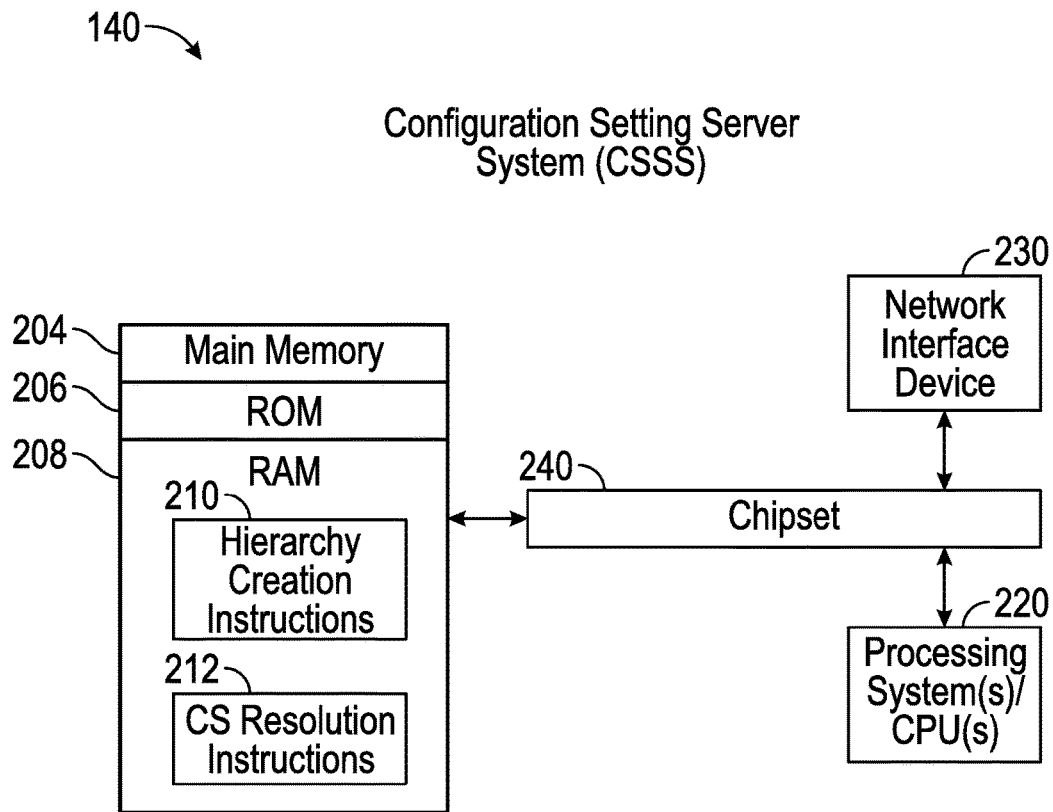 140
Configuration Setting Server
System (CSSS)
230
Network
Interface
Device
204
Main Memory
206
ROM
208
RAM
240
Chipset
210
Hierarchy
Creation
Instructions
220
Processing
System(s)/
CPU(s)
212
CS Resolution
Instructions